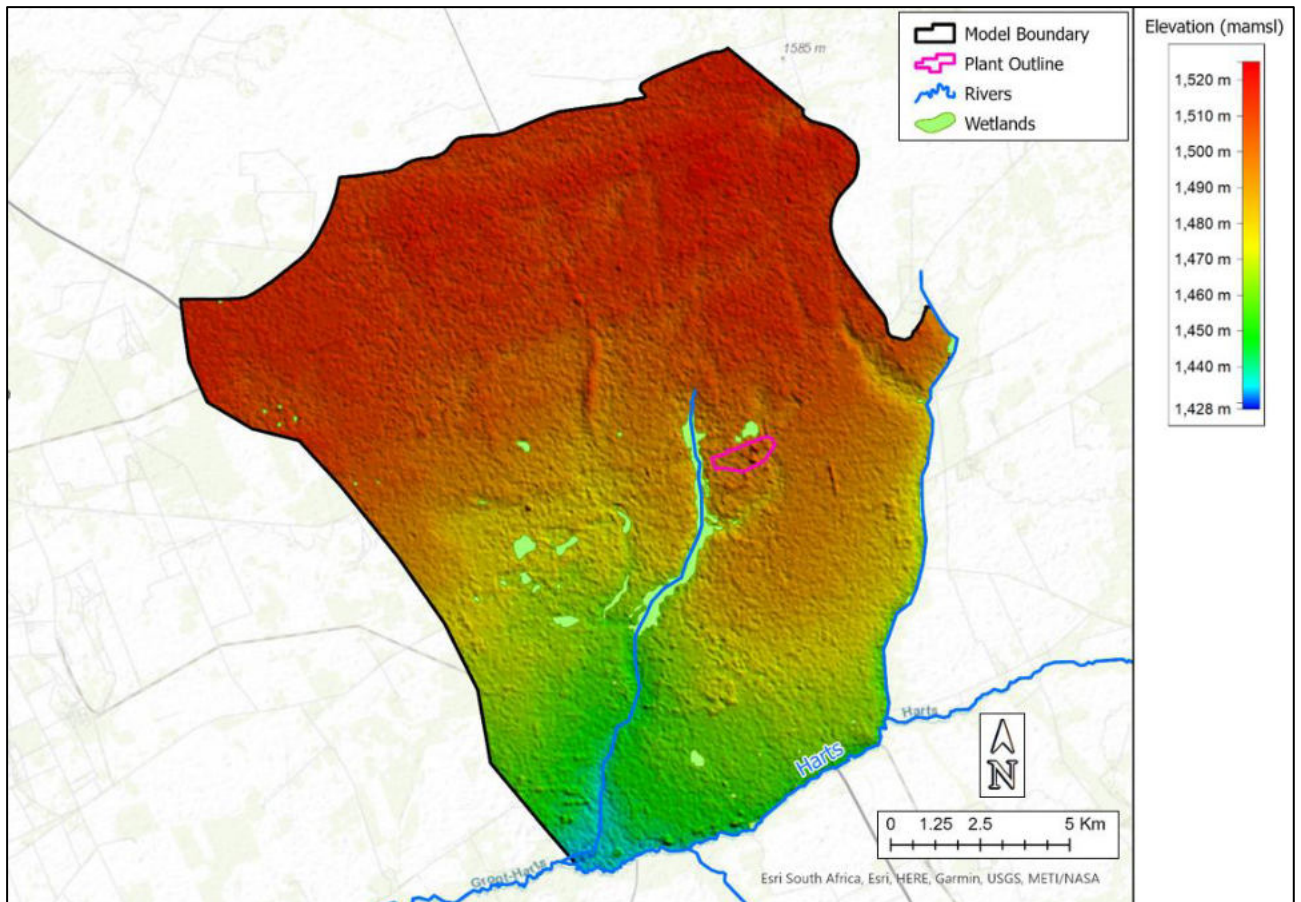 1585 m
Model Boundary
Plant Outline
Rivers
Wetlands
Elevation (mamsl)
1,520 m
1,510 m
1,500 m
1,490 m
1,480 m
1,470 m
1,460 m
1,450 m
1,440 m
1,428 m
Harts
Harts
Groot-Harts
N
0 1.25 2.5 5 Km
Esri South Africa, Esri, HERE, Garmin, USGS, METI/NASA